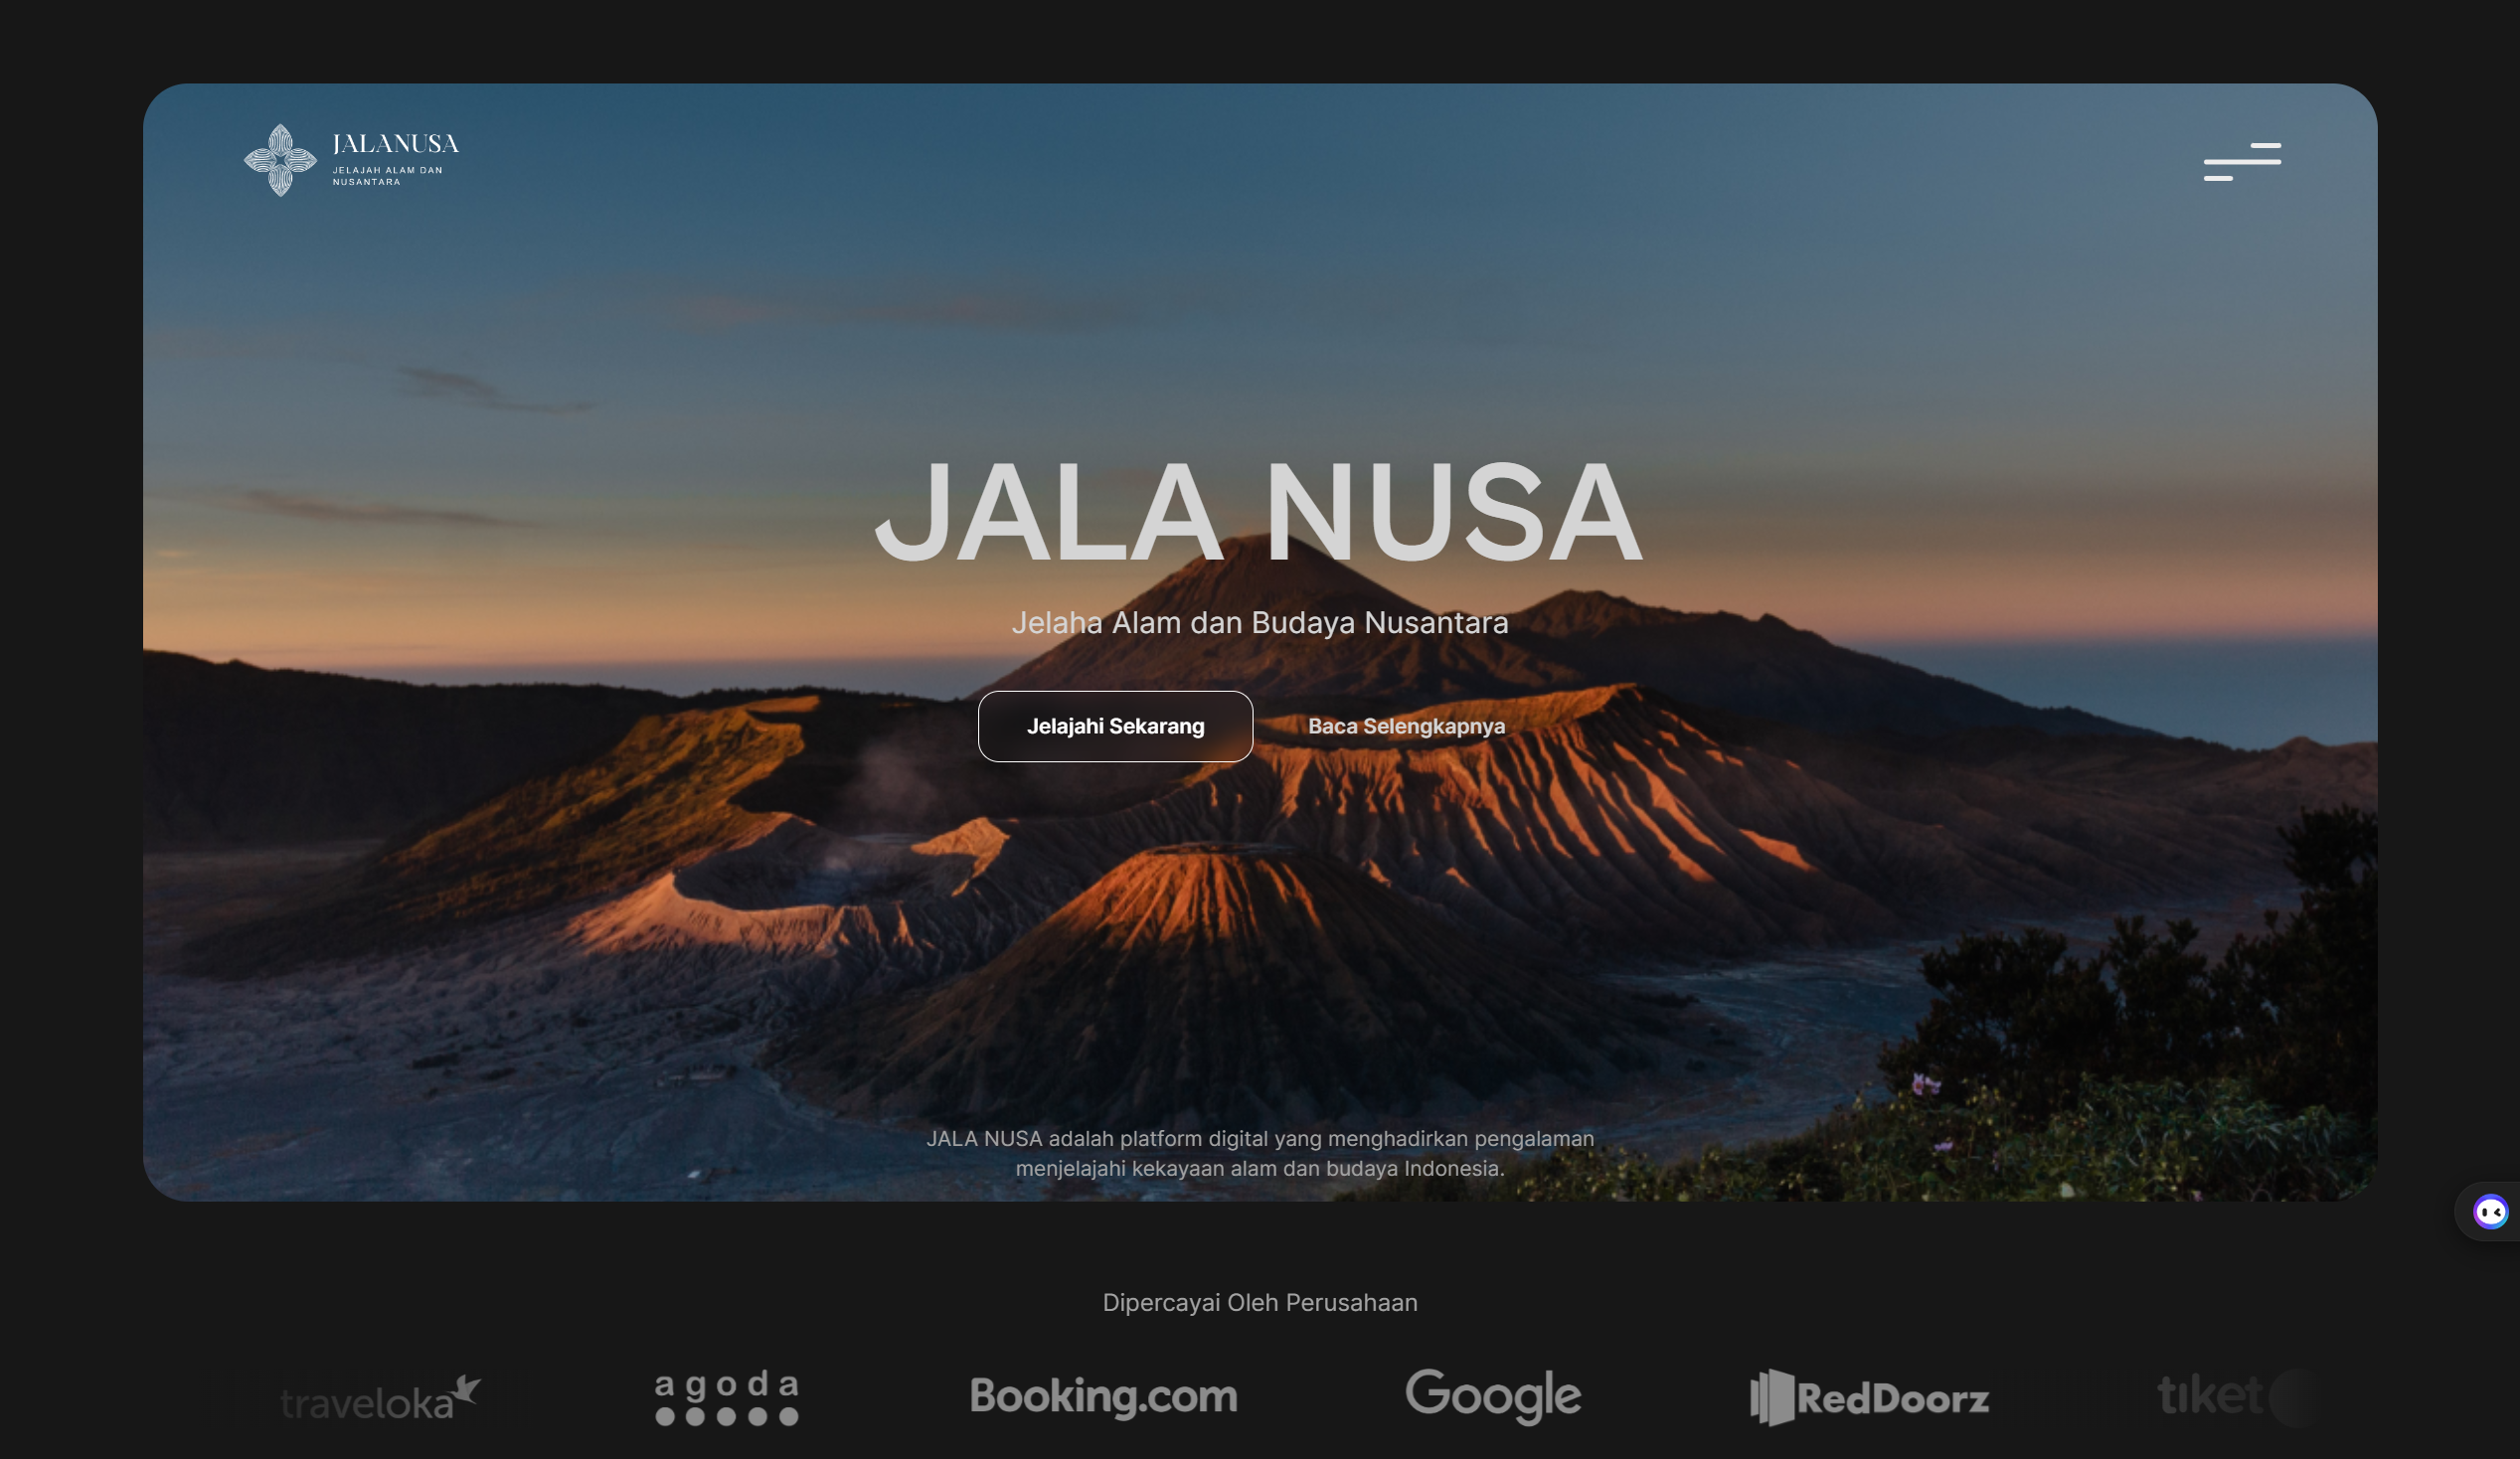 JALANUSA
JELAJAH ALAM DAN
NUSANTARA
JALA NUSA
Jelaha Alam dan Budaya Nusantara
Jelajahi Sekarang
Baca Selengkapnya
JALA NUSA adalah platform digital yang menghadirkan pengalaman
menjelajahi kekayaan alam dan budaya Indonesia.
Dipercayai Oleh Perusahaan
traveloka
agoda
Booking.com
Google
RedDoorz
tiket